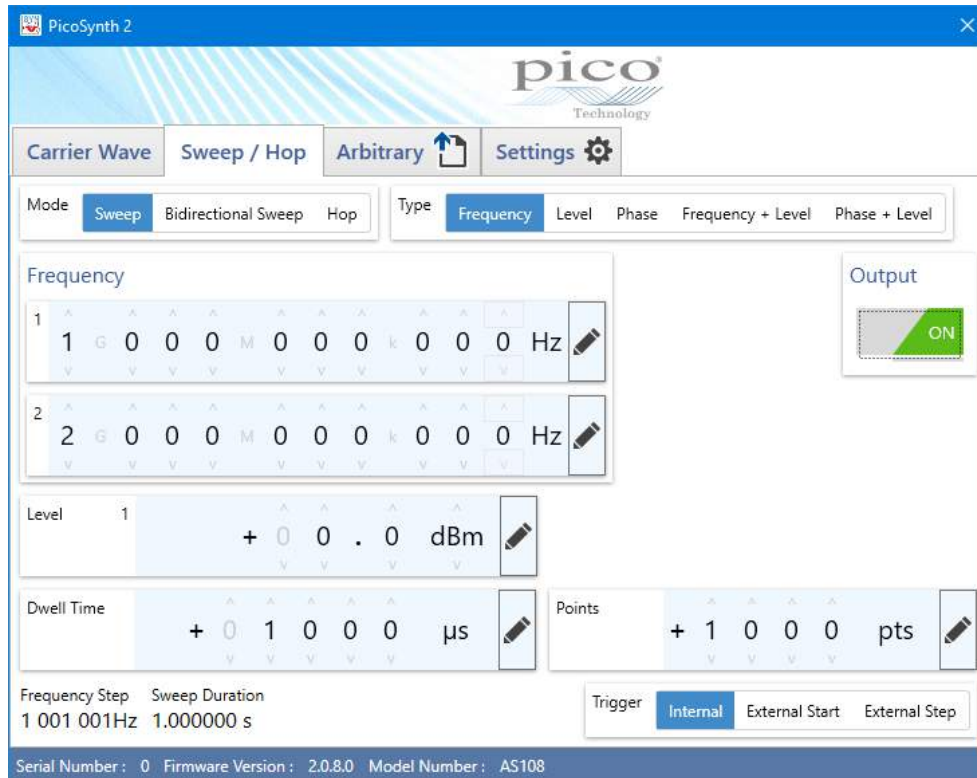 PicoSynth 2
pico
Technology
Carrier Wave Sweep / Hop Arbitrary Settings
Mode Sweep Bidirectional Sweep Hop Type Frequency Level Phase Frequency + Level Phase + Level
Frequency Output
1 1 G 0 0 0 M 0 0 0 k 0 0 0 Hz ON
2 2 G 0 0 0 M 0 0 0 k 0 0 0 Hz
Level 1 + 0 0 . 0 dBm
Dwell Time + 0 1 0 0 0 µs Points + 1 0 0 0 pts
Frequency Step Sweep Duration
1 001 001Hz 1.000000 s
Trigger Internal External Start External Step
Serial Number : 0 Firmware Version : 2.0.8.0 Model Number : AS108